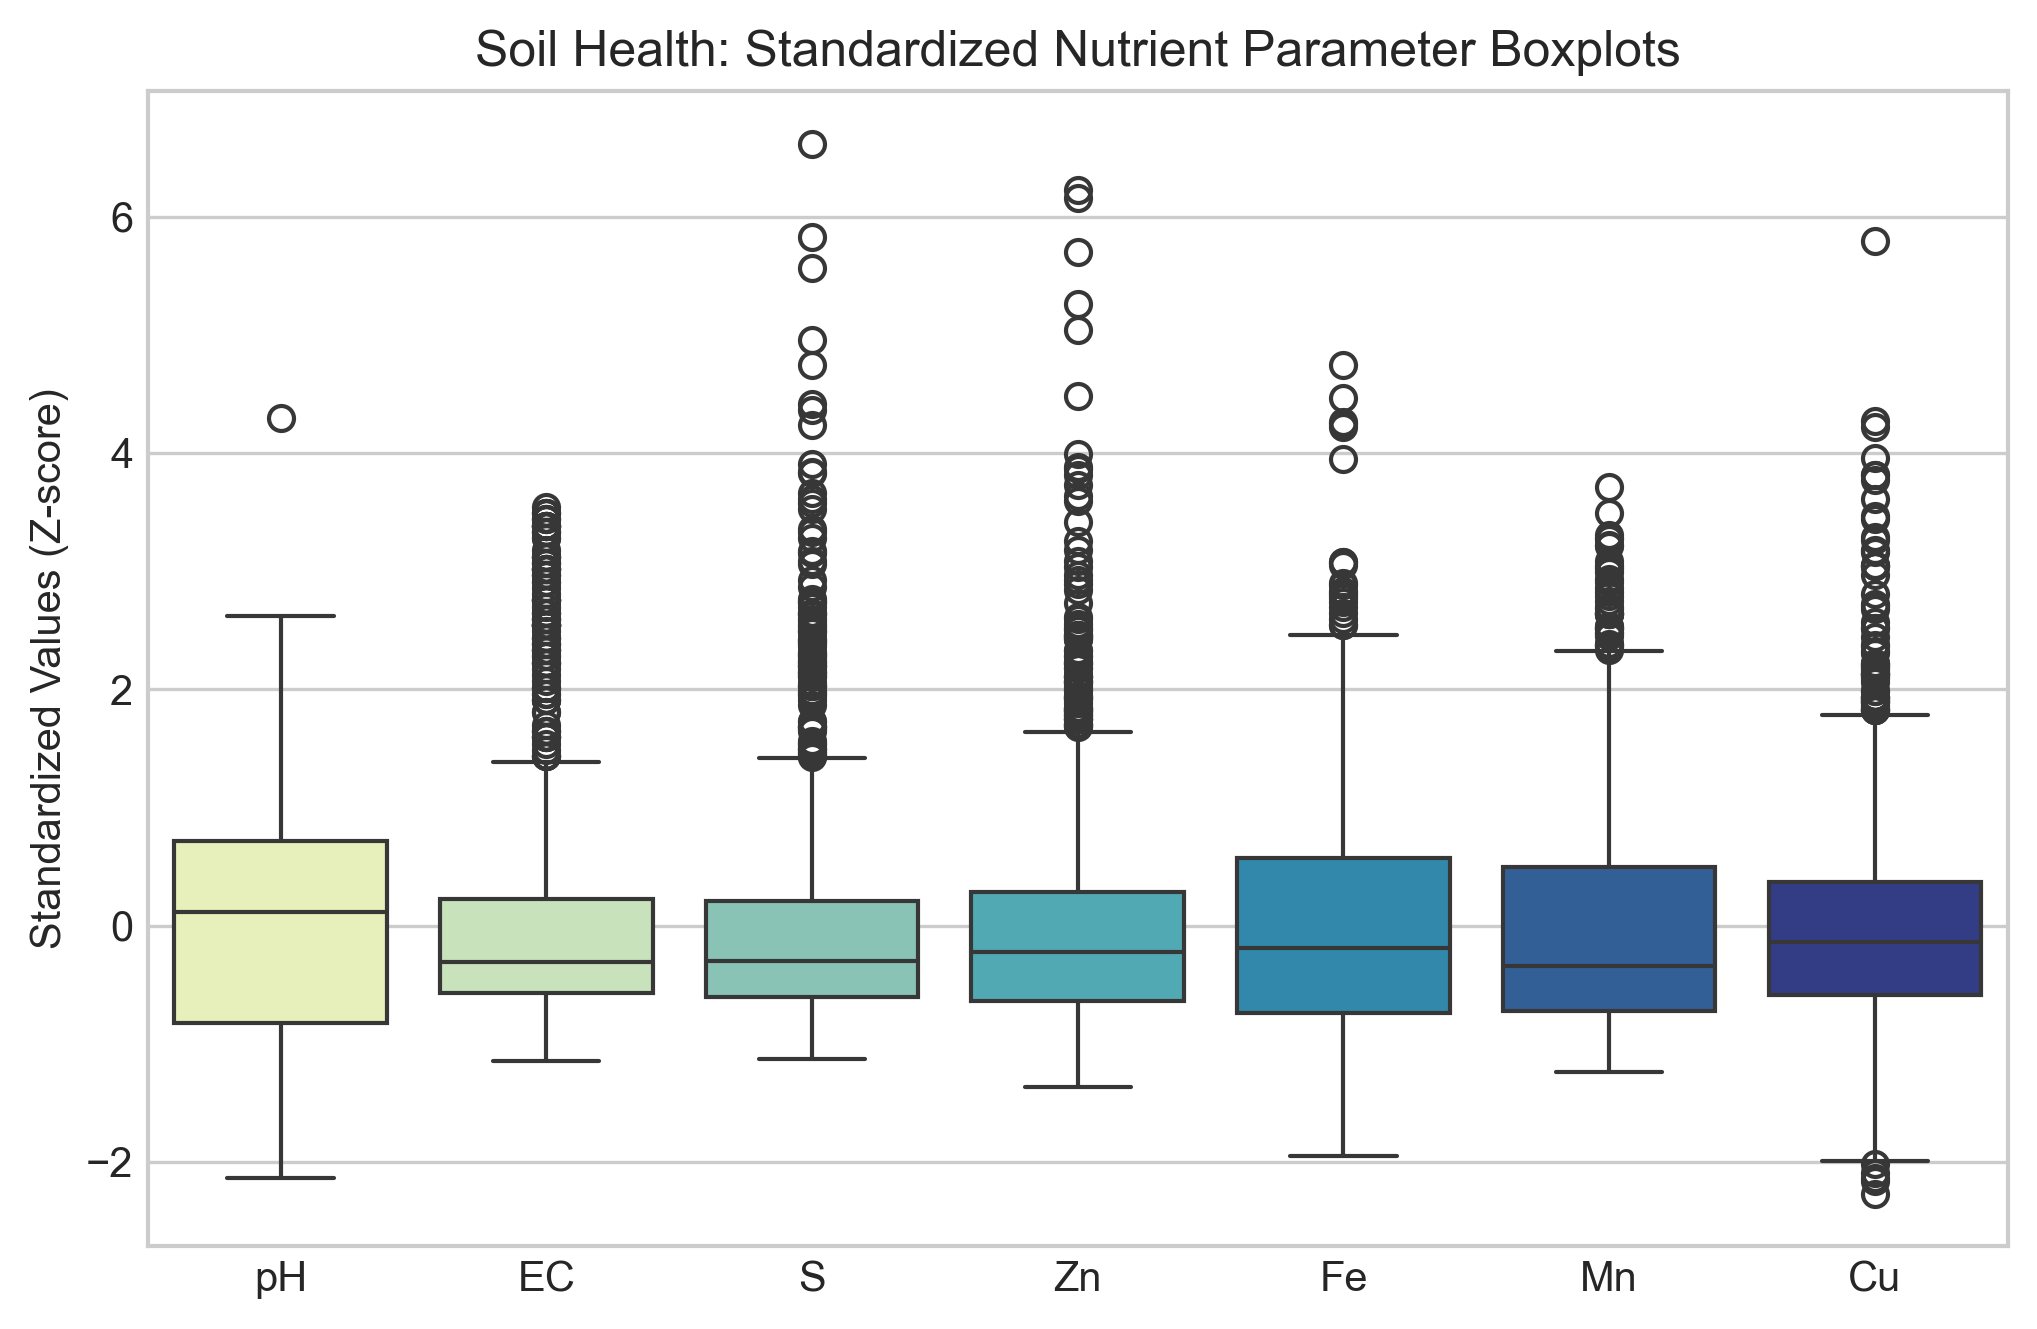 Soil Health: Standardized Nutrient Parameter Boxplots
Standardized Values (Z-score)
6
4
2
0
−2
pH EC S Zn Fe Mn Cu